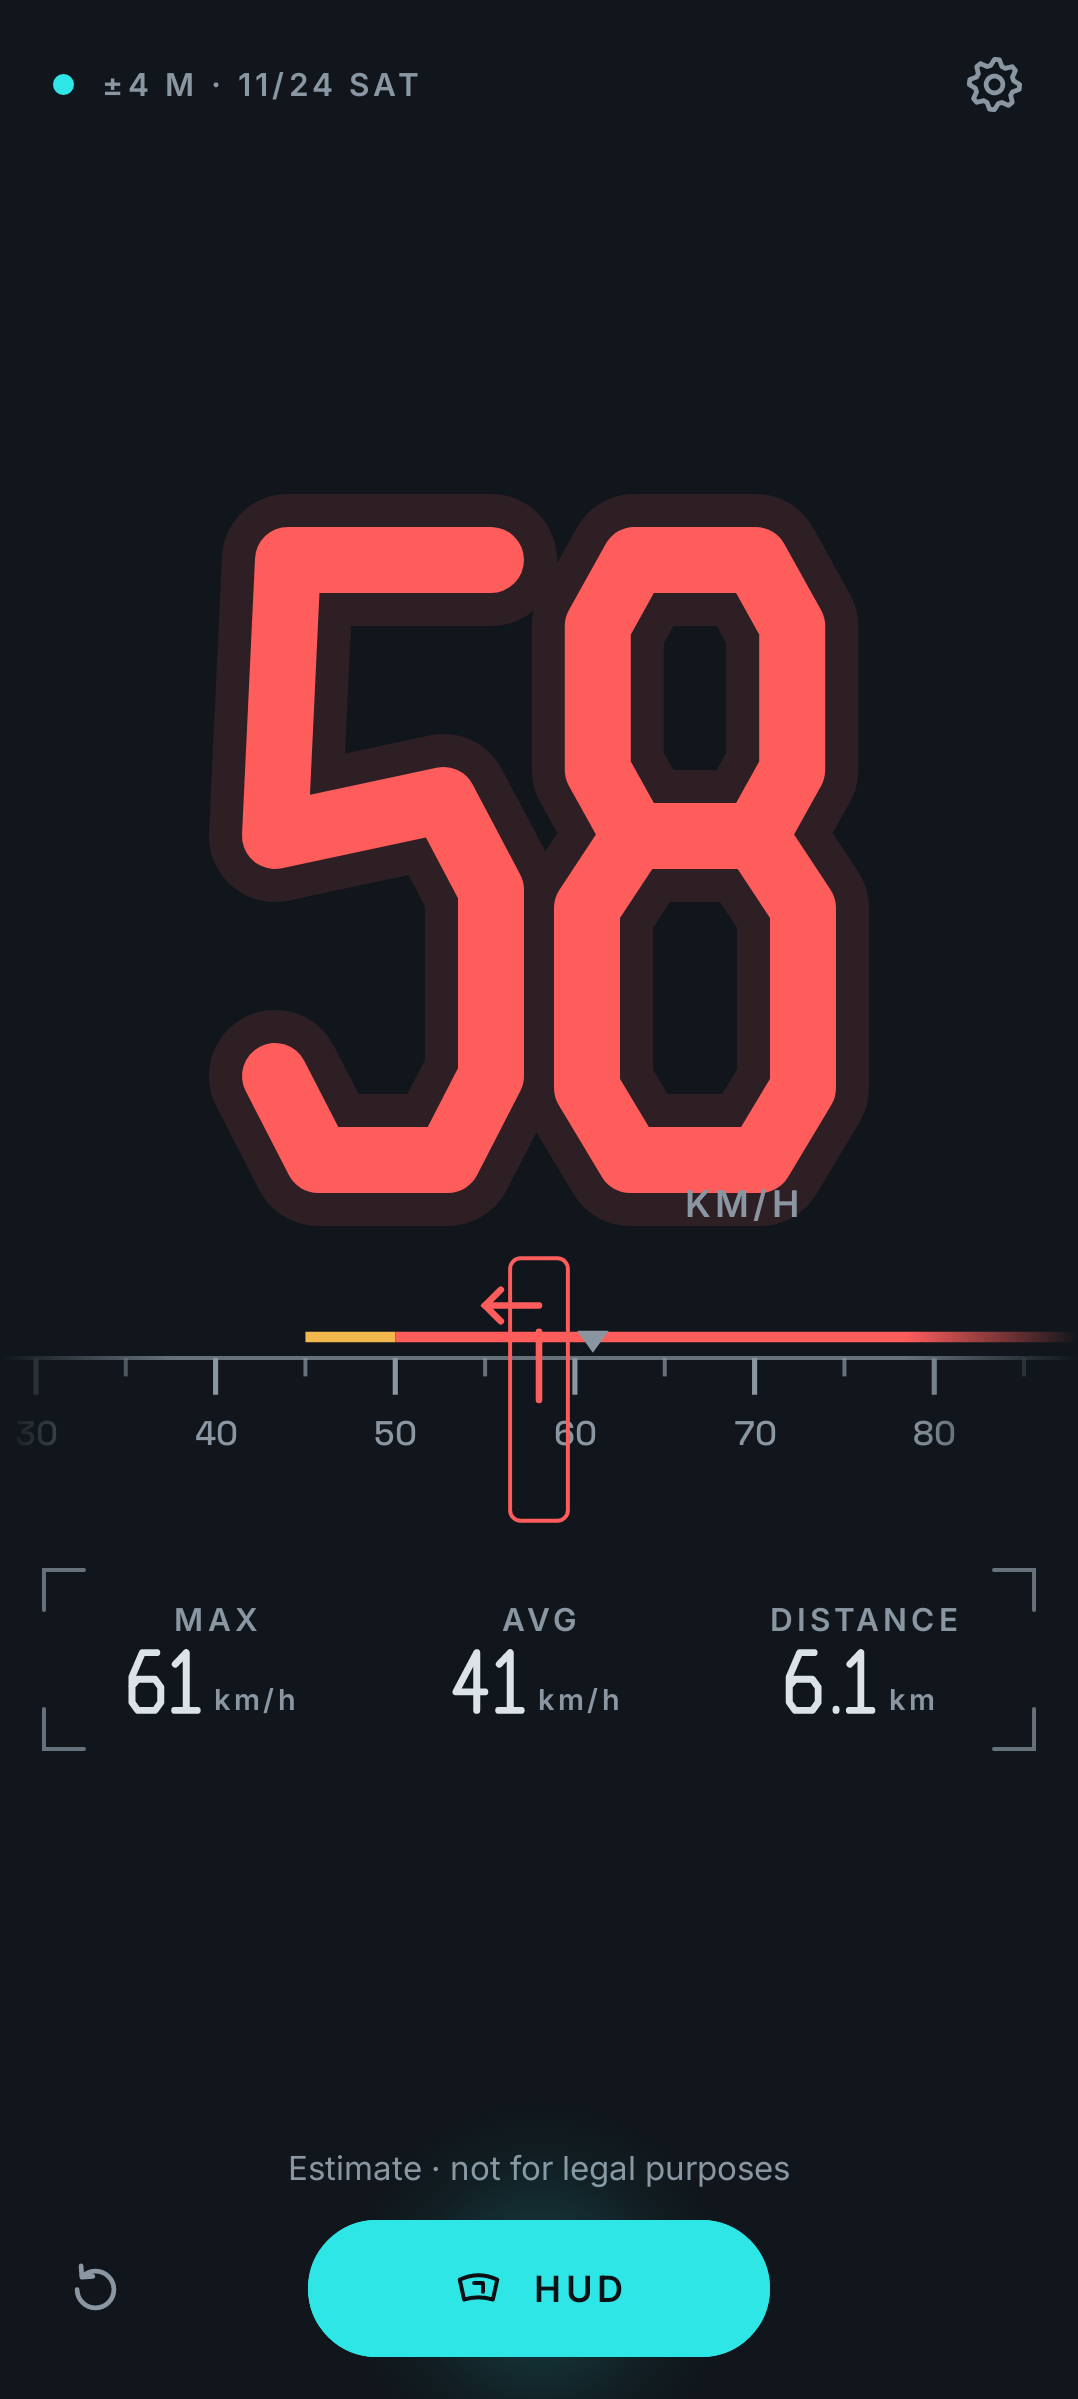 ±4 M · 11/24 SAT
58
KM/H
30 40 50 60 70 80
MAX AVG DISTANCE
61 km/h 41 km/h 6.1 km
Estimate · not for legal purposes
HUD